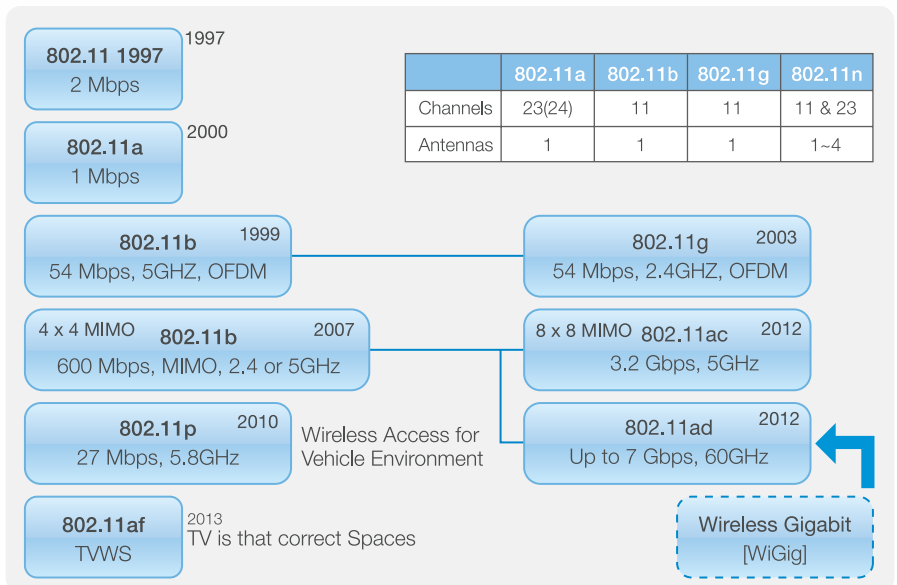 802.11 1997
2 Mbps
1997
802.11a 802.11b 802.11g 802.11n
Channels 23(24) 11 11 11 & 23
Antennas 1 1 1 1~4
802.11a
1 Mbps
2000
802.11b 1999
54 Mbps, 5GHZ, OFDM
802.11g 2003
54 Mbps, 2.4GHZ, OFDM
4 x 4 MIMO 802.11b 2007
600 Mbps, MIMO, 2.4 or 5GHz
8 x 8 MIMO 802.11ac 2012
3.2 Gbps, 5GHz
802.11p 2010
27 Mbps, 5.8GHz
Wireless Access for
Vehicle Environment
802.11ad 2012
Up to 7 Gbps, 60GHz
802.11af
TVWS
2013
TV is that correct Spaces
Wireless Gigabit
[WiGig]